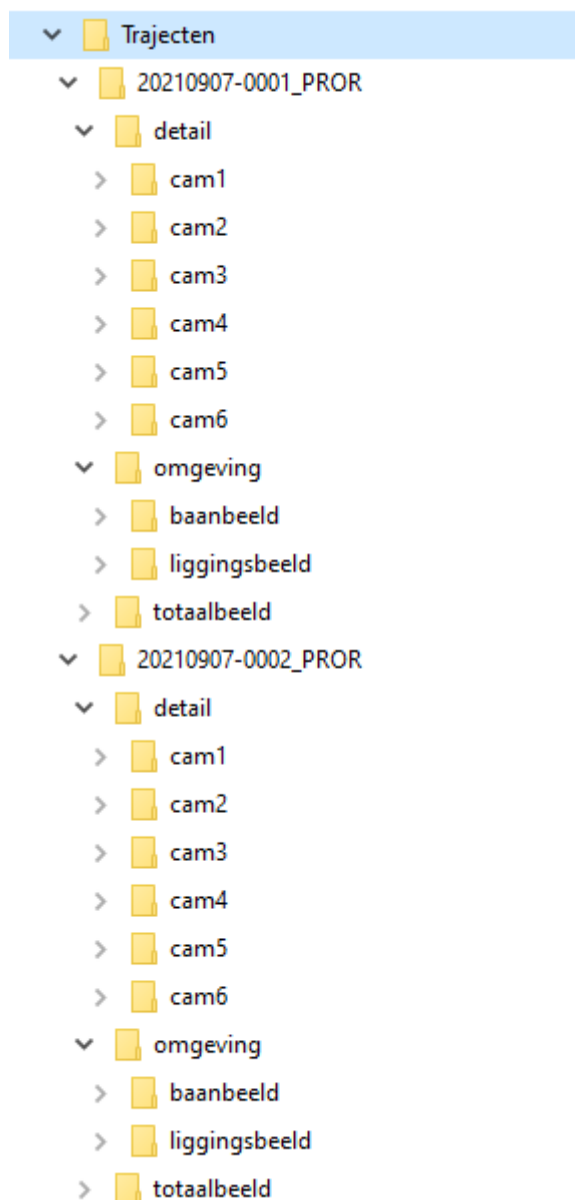 Trajecten
20210907-0001_PROR
detail
cam1
cam2
cam3
cam4
cam5
cam6
omgeving
baanbeeld
liggingsbeeld
totaalbeeld
20210907-0002_PROR
detail
cam1
cam2
cam3
cam4
cam5
cam6
omgeving
baanbeeld
liggingsbeeld
totaalbeeld